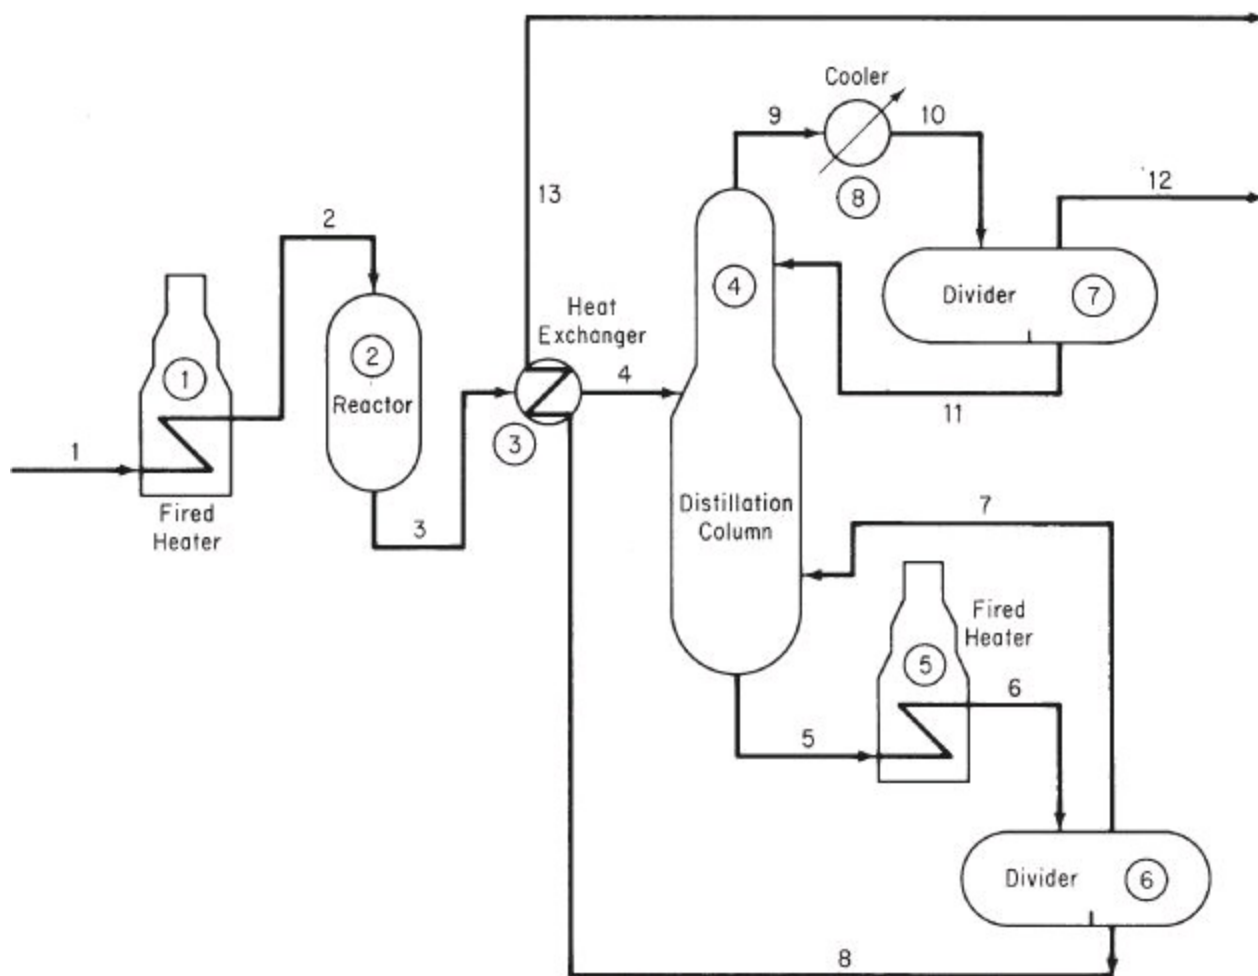 Cooler
9
10
8
13
12
2
4
Divider
7
Heat
Exchanger
1
2
Reactor
4
11
3
1
Distillation
Column
7
Fired
Heater
3
Fired
Heater
5
6
5
Divider
6
8